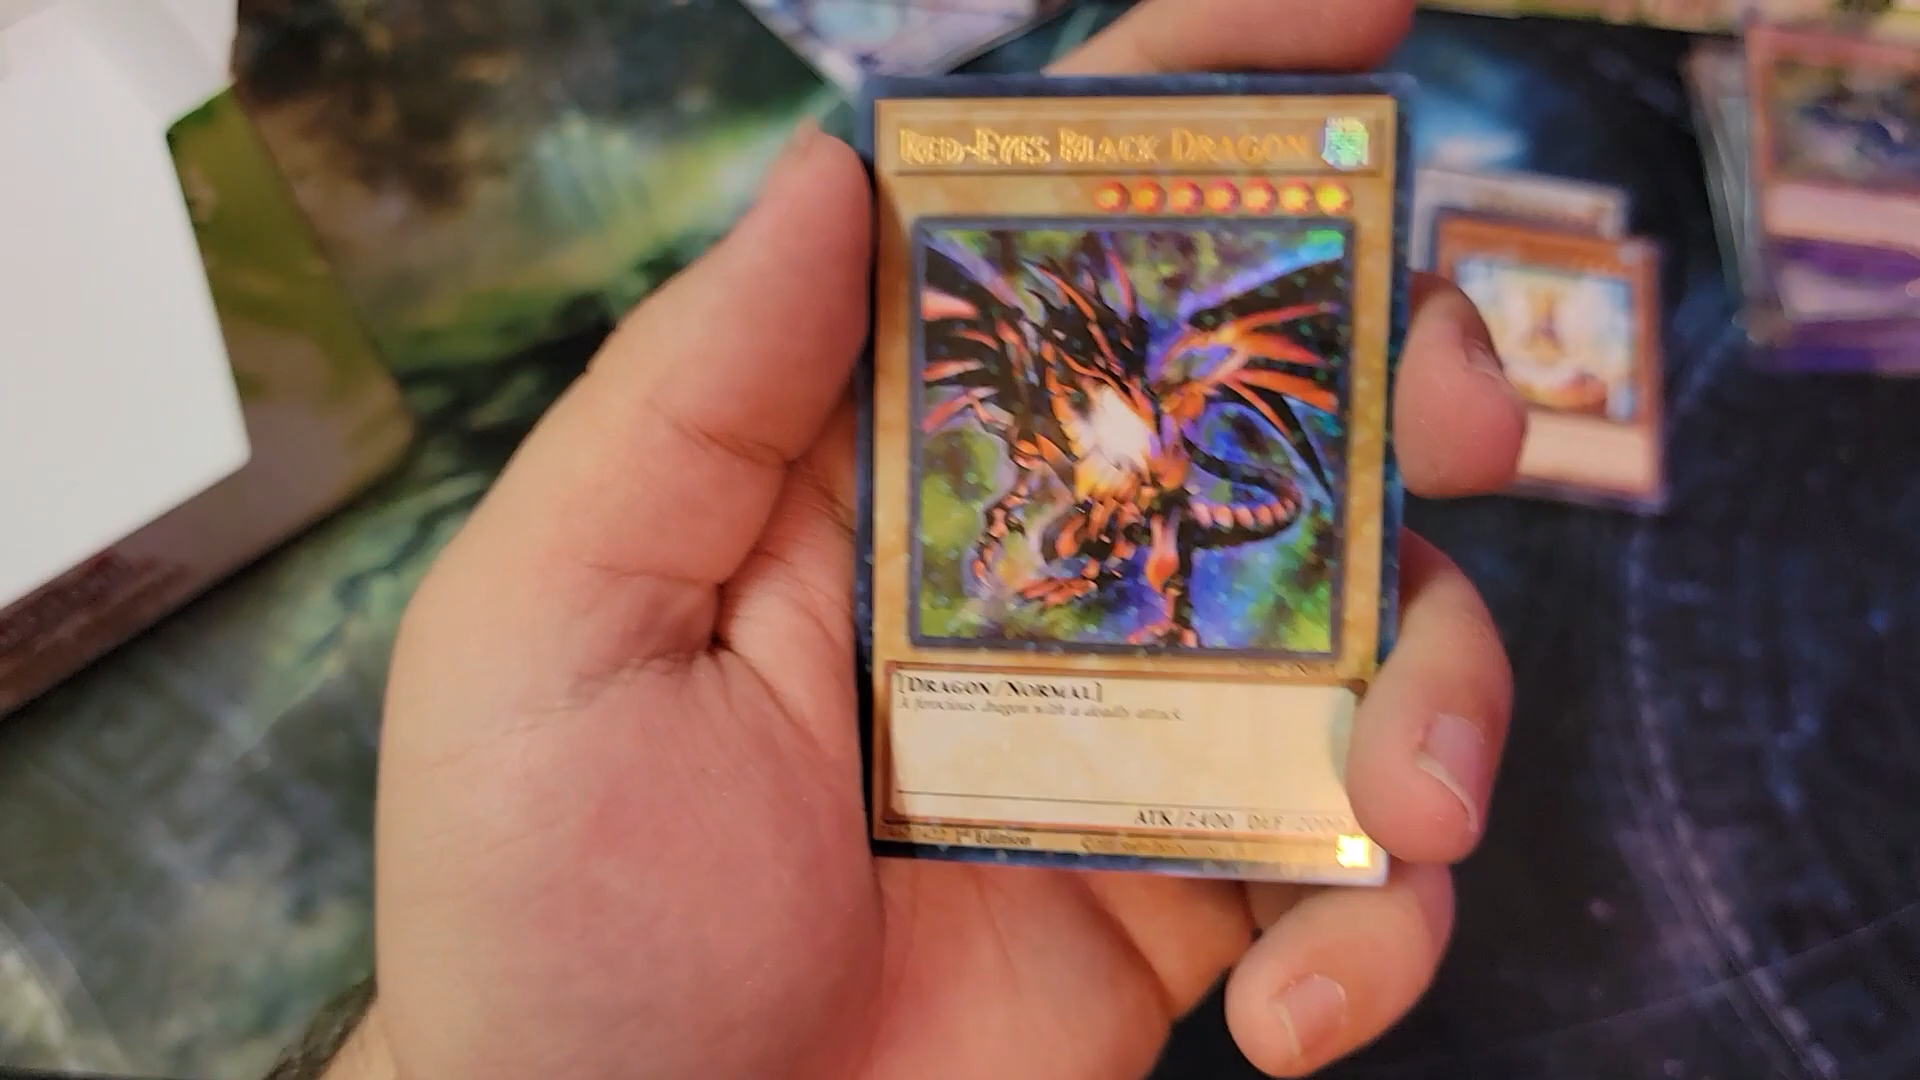 Red-Eyes Black Dragon
[Dragon/Normal]
A ferocious dragon with a deadly attack.
ATK/2400 DEF 2000
1st Edition